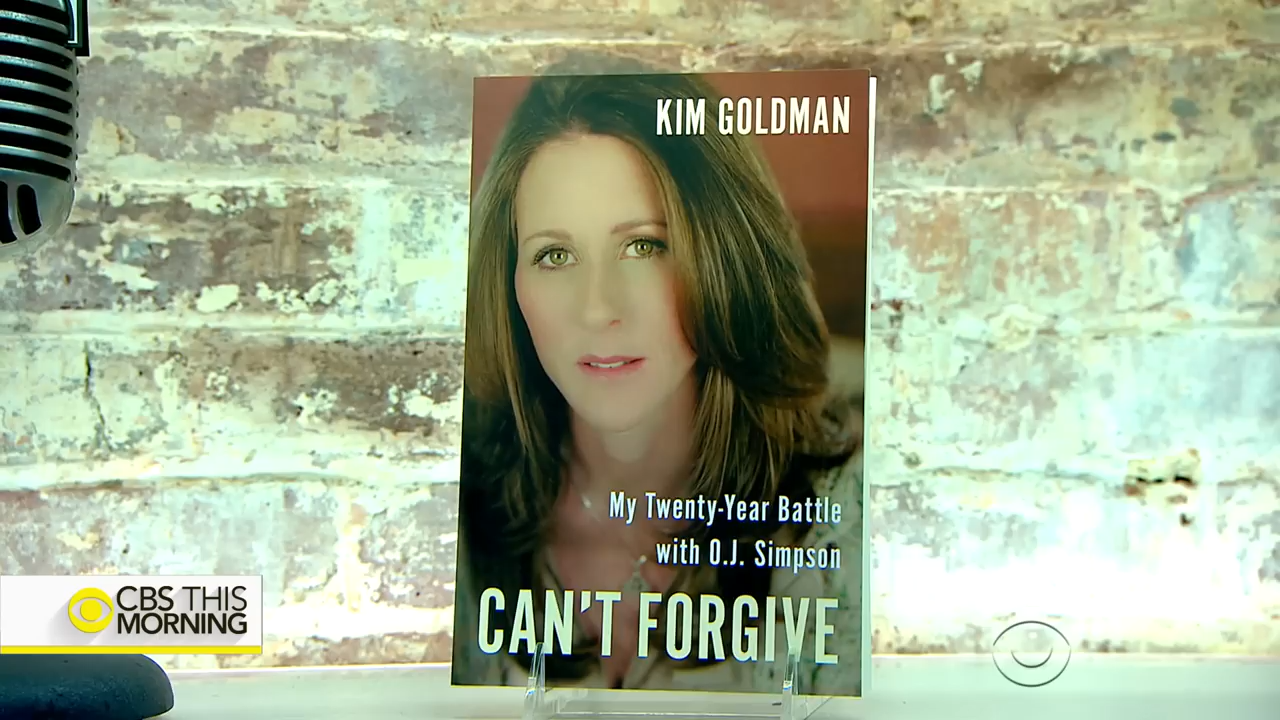 KIM GOLDMAN
My Twenty-Year Battle
with O.J. Simpson
CAN'T FORGIVE
CBS THIS
MORNING